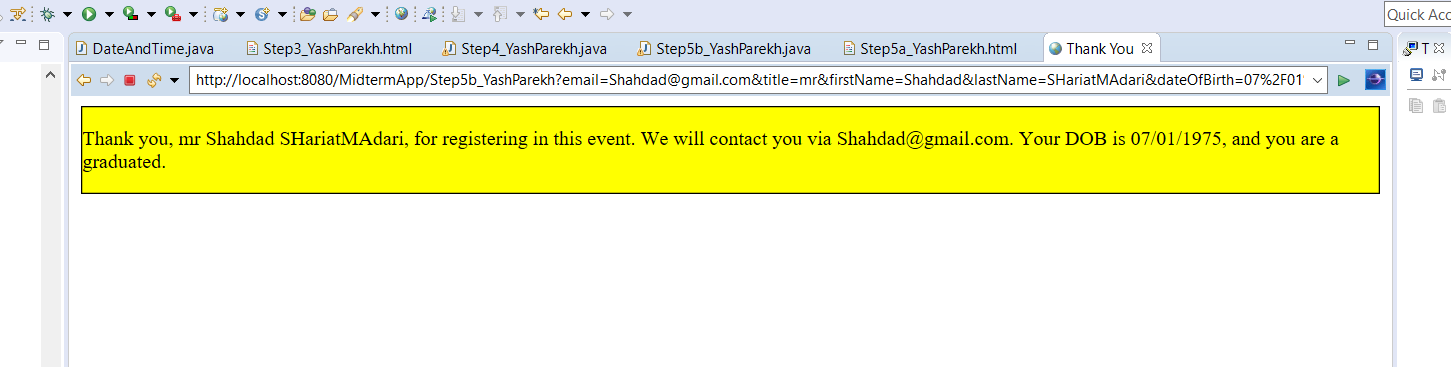 Quick Acc
DateAndTime.java Step3_YashParekh.html Step4_YashParekh.java Step5b_YashParekh.java Step5a_YashParekh.html Thank You T
http://localhost:8080/MidtermApp/Step5b_YashParekh?email=Shahdad@gmail.com&title=mr&firstName=Shahdad&lastName=SHariatMAdari&dateOfBirth=07%2F01
Thank you, mr Shahdad SHariatMAdari, for registering in this event. We will contact you via Shahdad@gmail.com. Your DOB is 07/01/1975, and you are a
graduated.